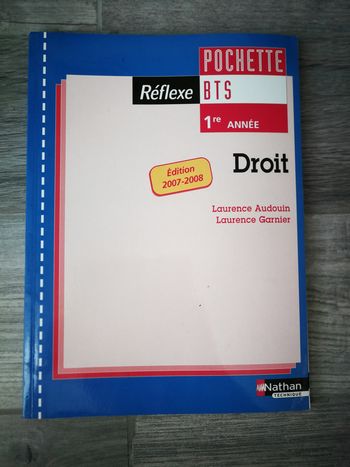 POCHETTE
Réflexe BTS
1re ANNÉE
Droit
Édition
2007-2008
Laurence Audouin
Laurence Garnier
Nathan
TECHNIQUE